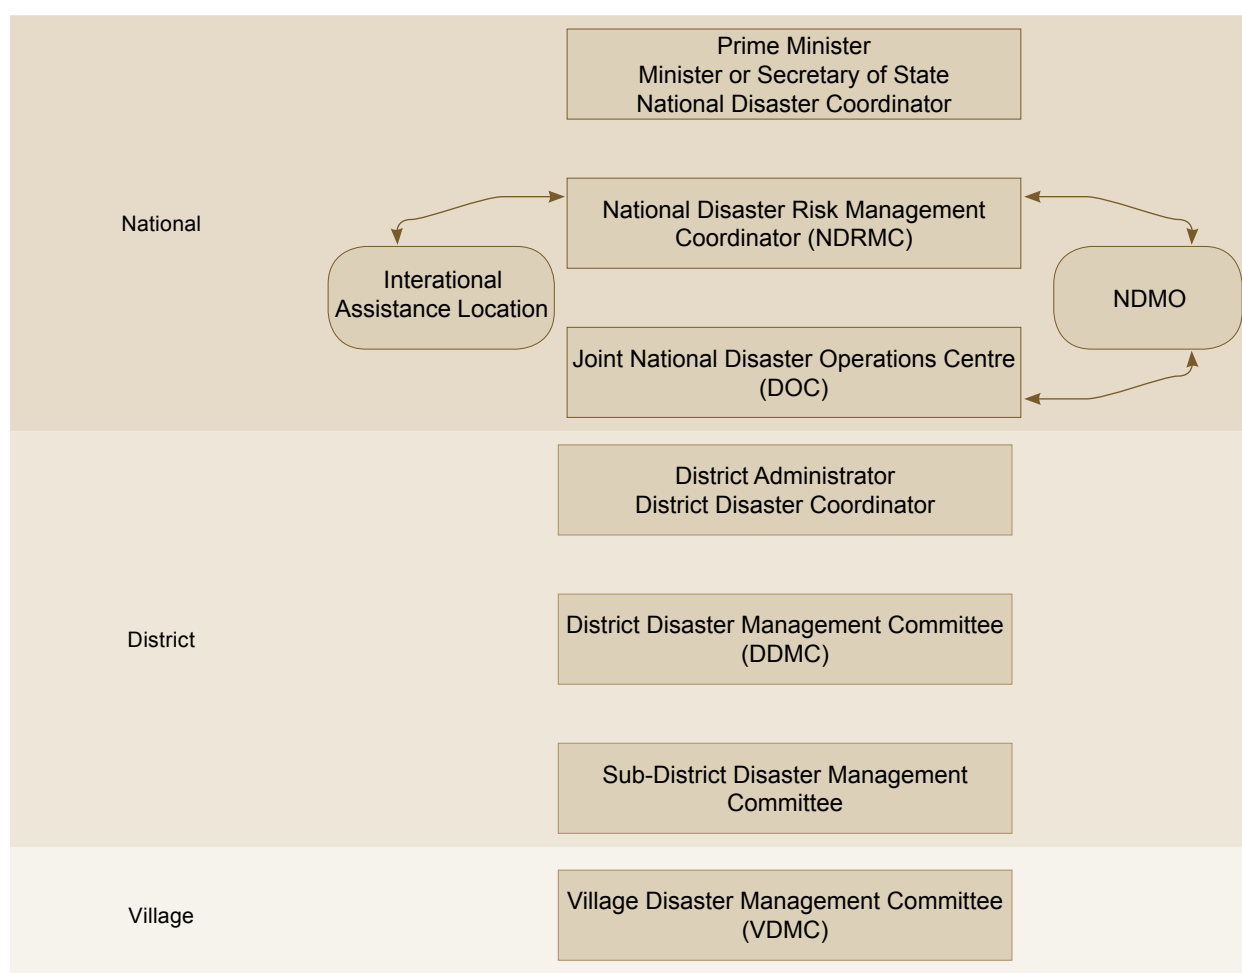 Prime Minister
Minister or Secretary of State
National Disaster Coordinator
National
National Disaster Risk Management
Coordinator (NDRMC)
Interational
Assistance Location
NDMO
Joint National Disaster Operations Centre
(DOC)
District Administrator
District Disaster Coordinator
District
District Disaster Management Committee
(DDMC)
Sub-District Disaster Management
Committee
Village
Village Disaster Management Committee
(VDMC)